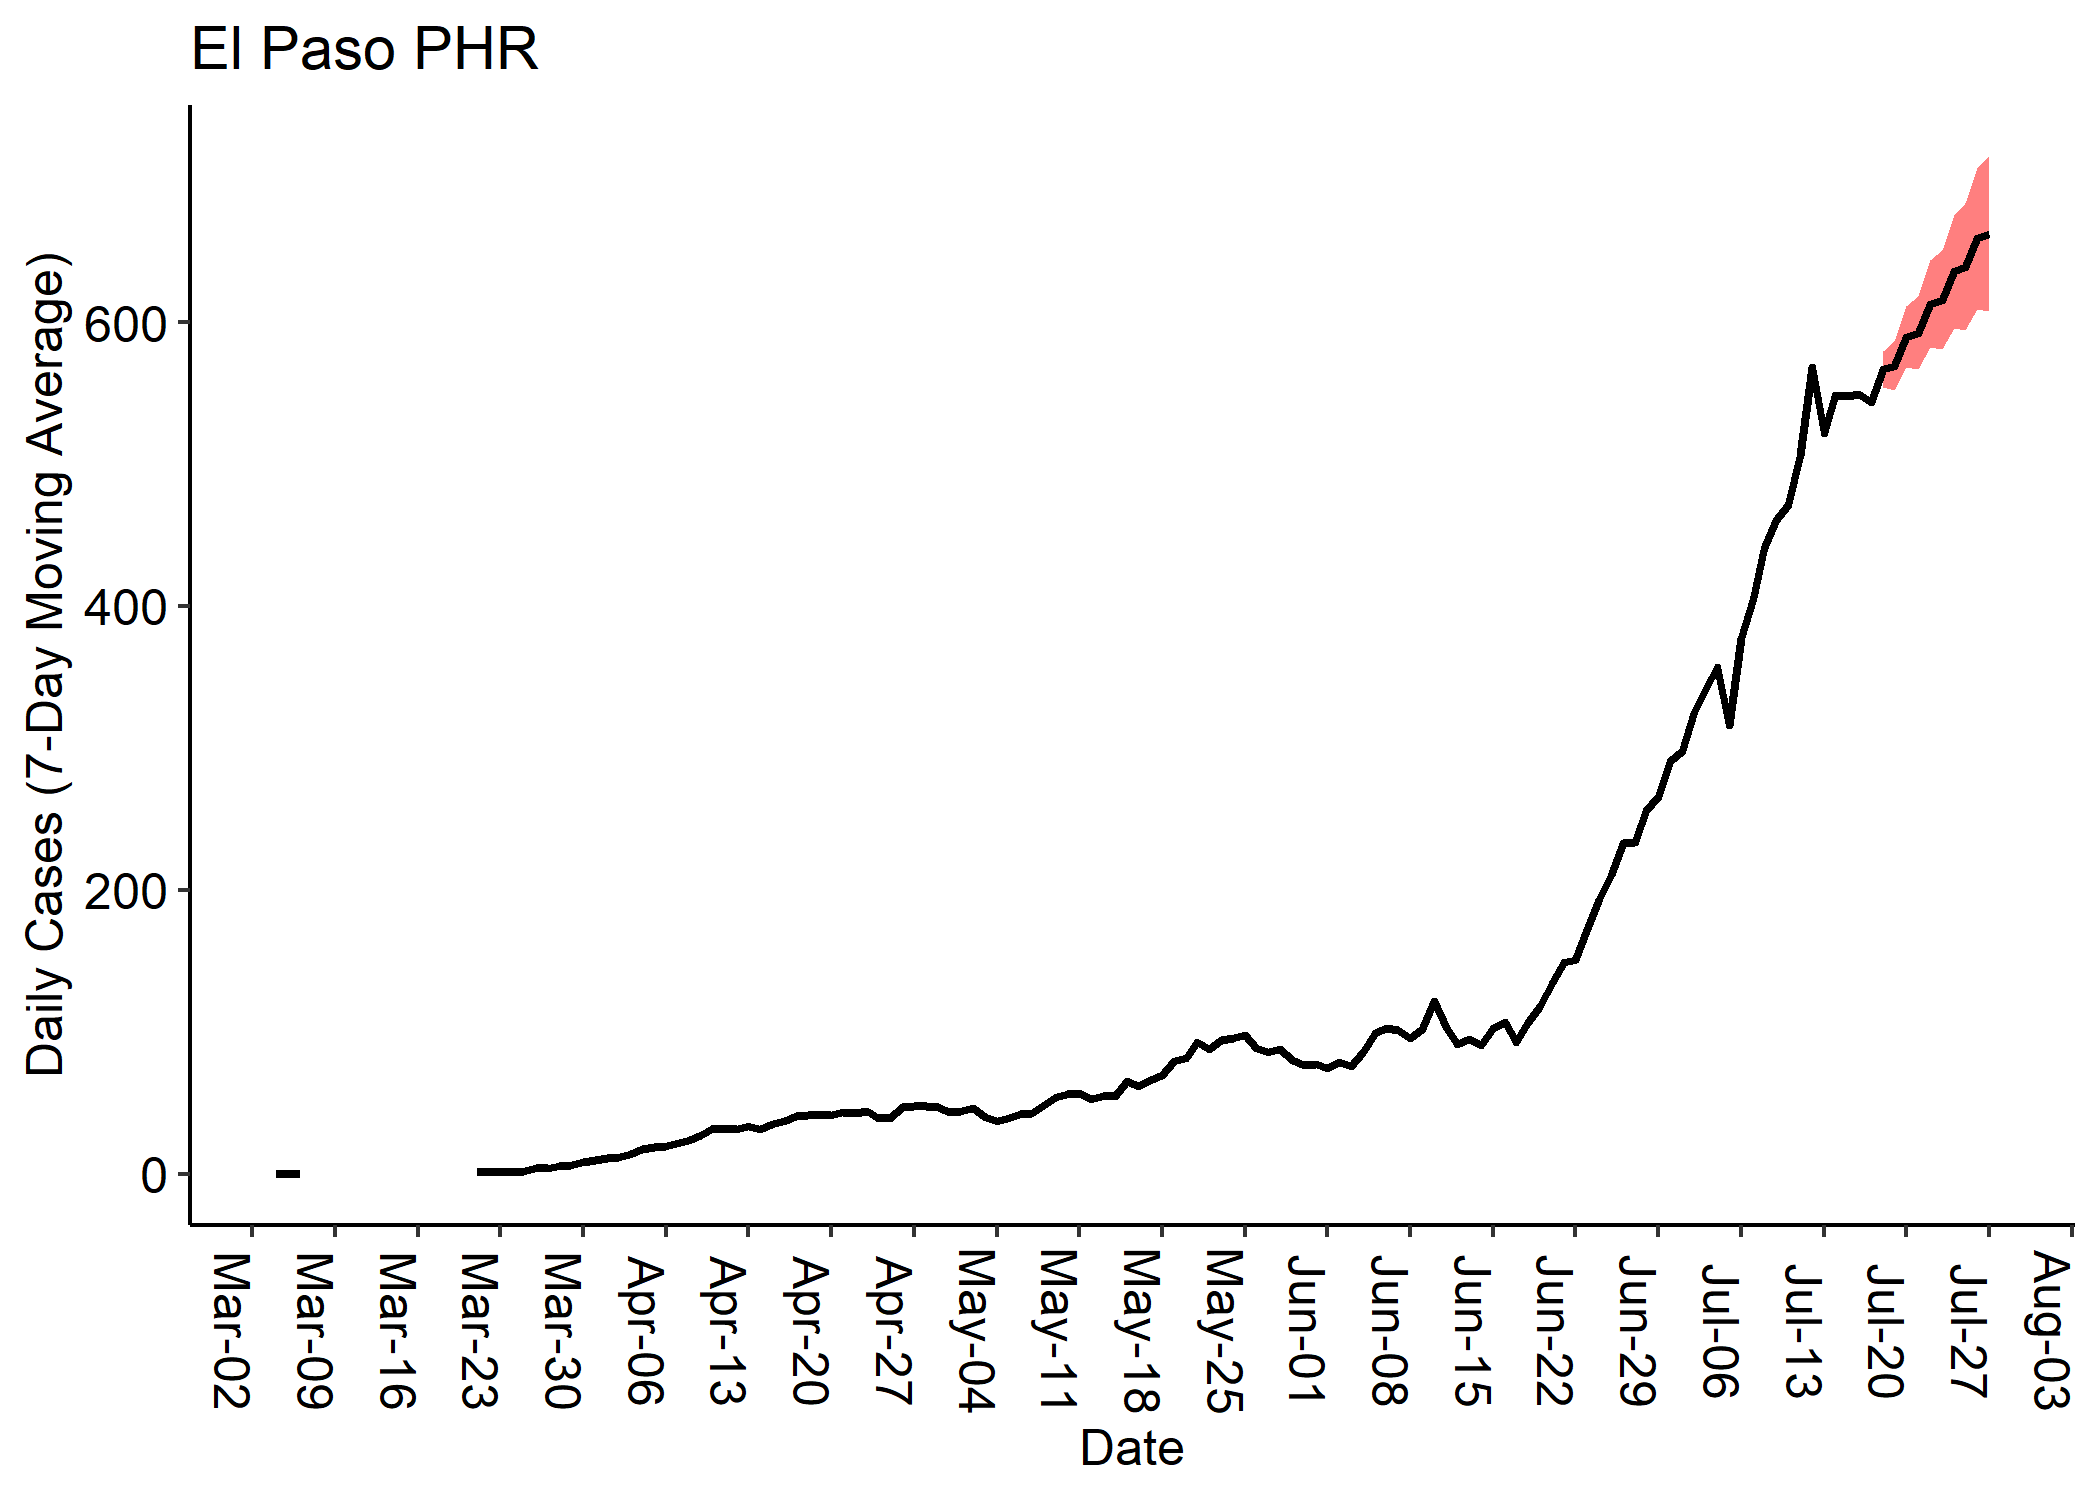 El Paso PHR
Daily Cases (7-Day Moving Average)
600
400
200
0
Mar-02
Mar-09
Mar-16
Mar-23
Mar-30
Apr-06
Apr-13
Apr-20
Apr-27
May-04
May-11
May-18
May-25
Jun-01
Jun-08
Jun-15
Jun-22
Jun-29
Jul-06
Jul-13
Jul-20
Jul-27
Aug-03
Date